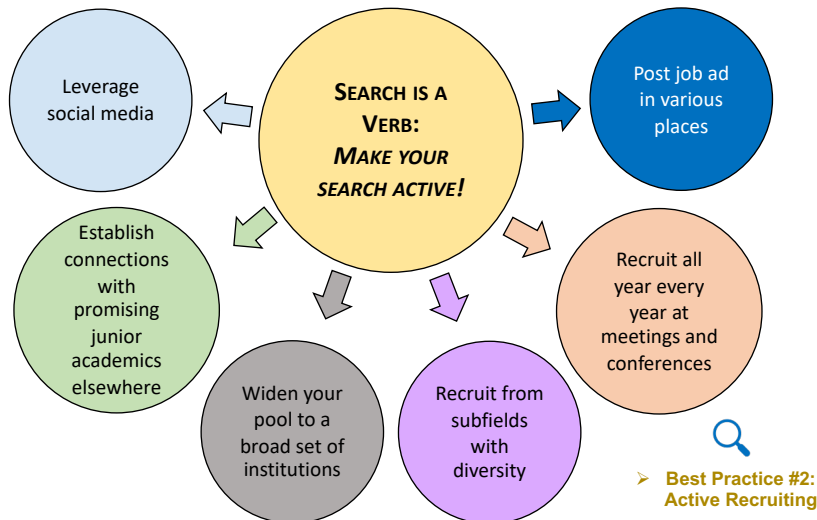 SEARCH IS A
VERB:
MAKE YOUR
SEARCH ACTIVE!
Leverage
social media
Post job ad
in various
places
Establish
connections
with
promising
junior
academics
elsewhere
Recruit all
year every
year at
meetings and
conferences
Widen your
pool to a
broad set of
institutions
Recruit from
subfields
with
diversity
➢ Best Practice #2:
Active Recruiting